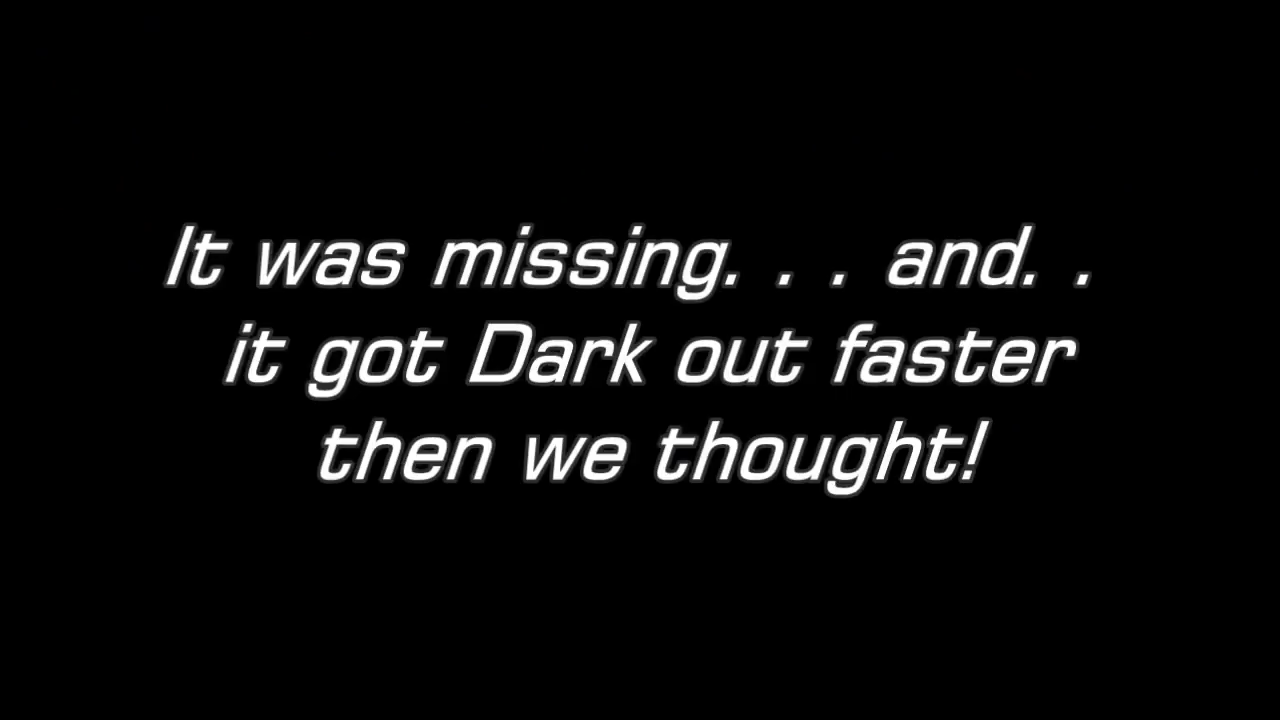 It was missing. . . and. .
it got Dark out faster
then we thought!